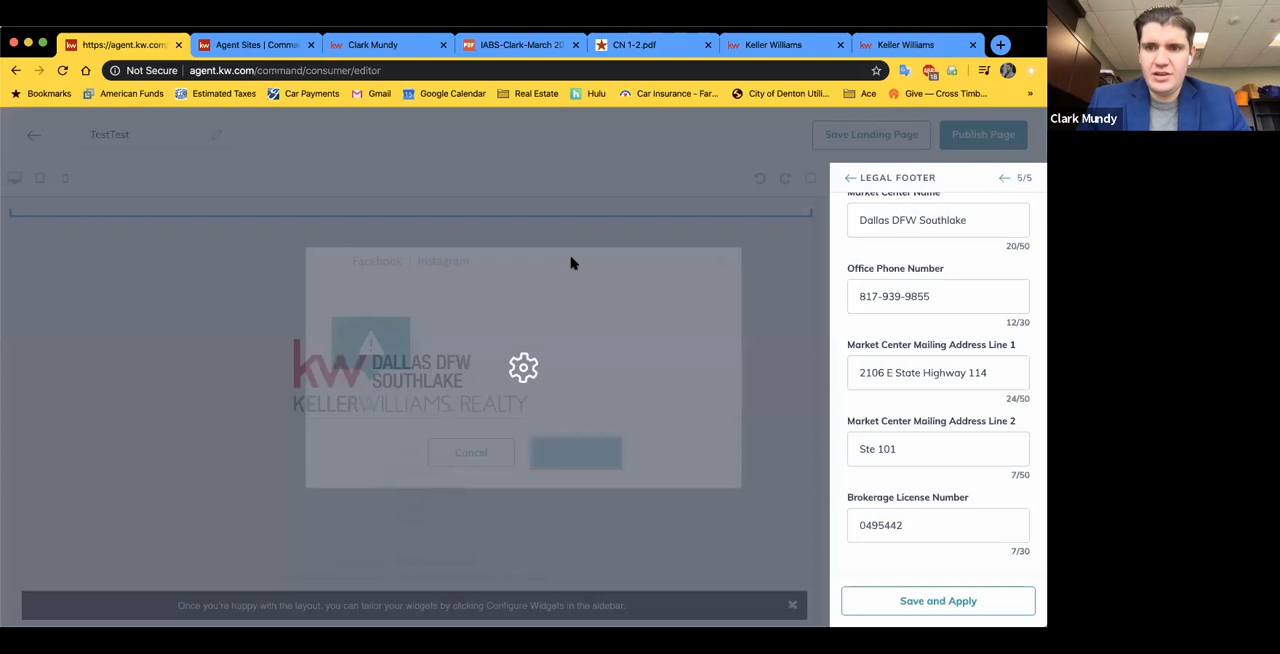 https://agent.kw.com
Agent Sites | Comma
Clark Mundy
PDF
IABS-Clark-March 20
CN 1-2.pdf
Keller Williams
Keller Williams
Not Secure
agent.kw.com/command/consumer/editor
18
Bookmarks
American Funds
Estimated Taxes
Car Payments
Gmail
Google Calendar
Real Estate
Hulu
Car Insurance - Far...
City of Denton Utili...
Ace
Give — Cross Timb...
»
Clark Mundy
TestTest
Save Landing Page
Publish Page
LEGAL FOOTER
5/5
Market Center Name
Dallas DFW Southlake
20/50
Office Phone Number
817-939-9855
12/30
Market Center Mailing Address Line 1
2106 E State Highway 114
24/50
Market Center Mailing Address Line 2
Ste 101
7/50
Brokerage License Number
0495442
7/30
Save and Apply
Facebook | Instagram
kw DALLAS DFW
SOUTHLAKE
KELLERWILLIAMS. REALTY
Cancel
Once you're happy with the layout, you can tailor your widgets by clicking Configure Widgets in the sidebar.